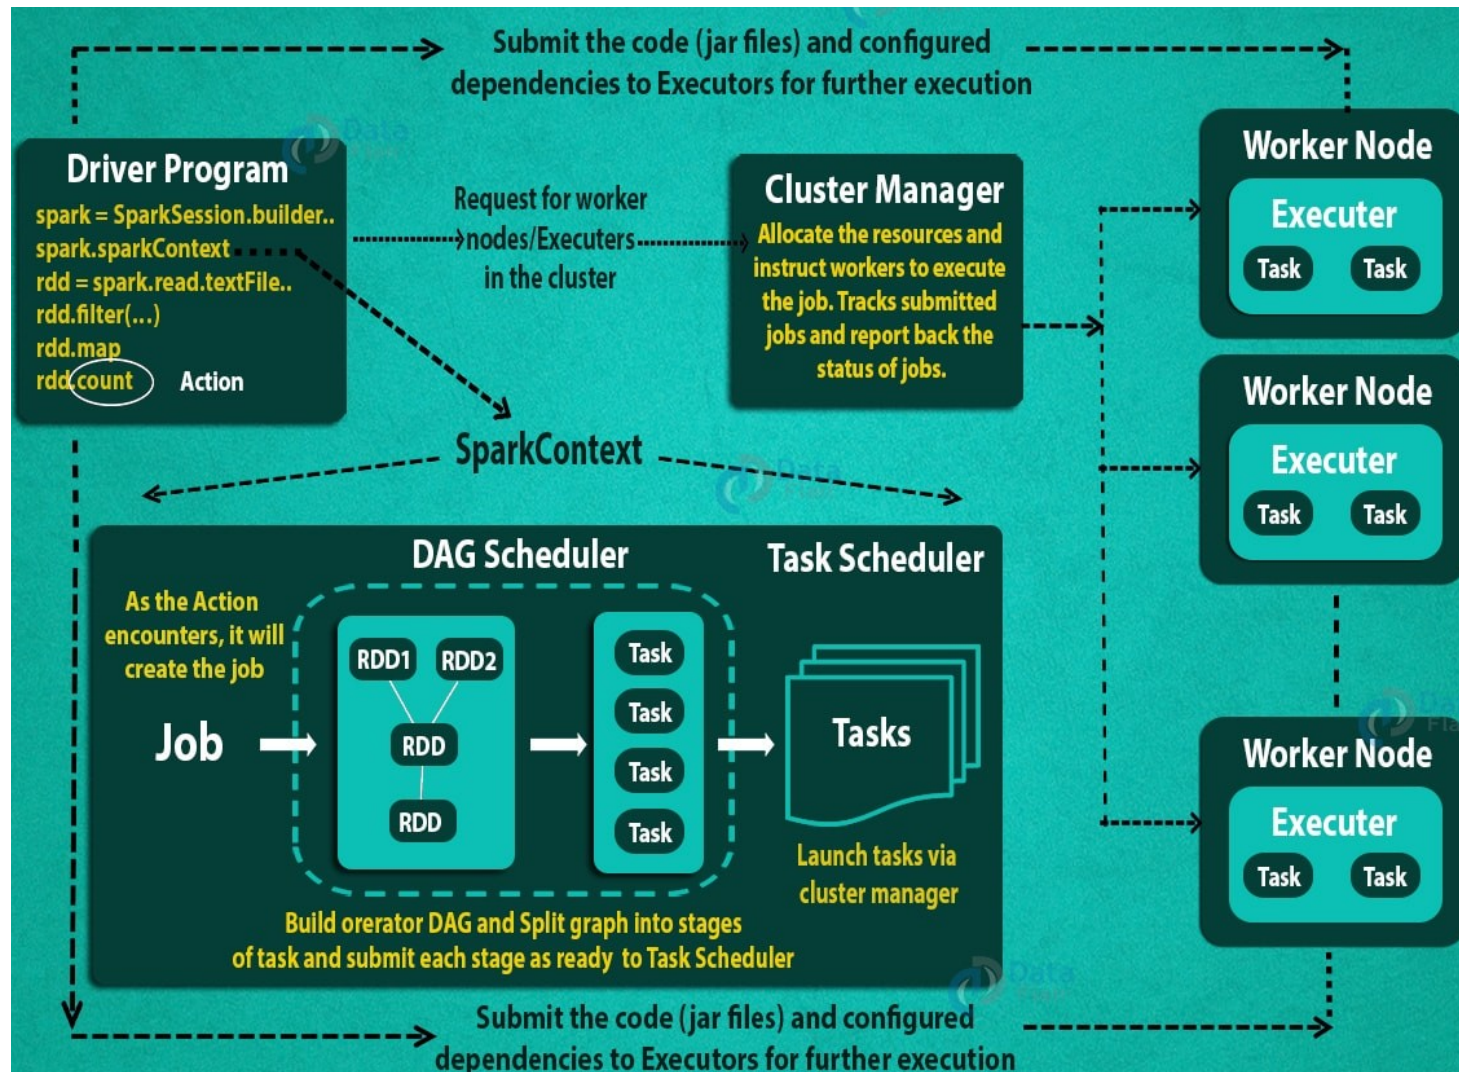 Submit the code (jar files) and configured
dependencies to Executors for further execution
Data
Driver Program
spark = SparkSession.builder..
spark.sparkContext
rdd = spark.read.textFile..
rdd.filter(...)
rdd.map
rdd.count
Action
Request for worker
nodes/Executers
in the cluster
Cluster Manager
Allocate the resources and
instruct workers to execute
the job. Tracks submitted
jobs and report back the
status of jobs.
Worker Node
Executer
Task
Task
Worker Node
Executer
Task
Task
Worker Node
Executer
Task
Task
SparkContext
Data
DAG Scheduler
Task Scheduler
As the Action
encounters, it will
create the job
Job
RDD1
RDD2
RDD
RDD
Task
Task
Task
Task
Tasks
Launch tasks via
cluster manager
Build orerator DAG and Split graph into stages
of task and submit each stage as ready to Task Scheduler
Data
Submit the code (jar files) and configured
dependencies to Executors for further execution